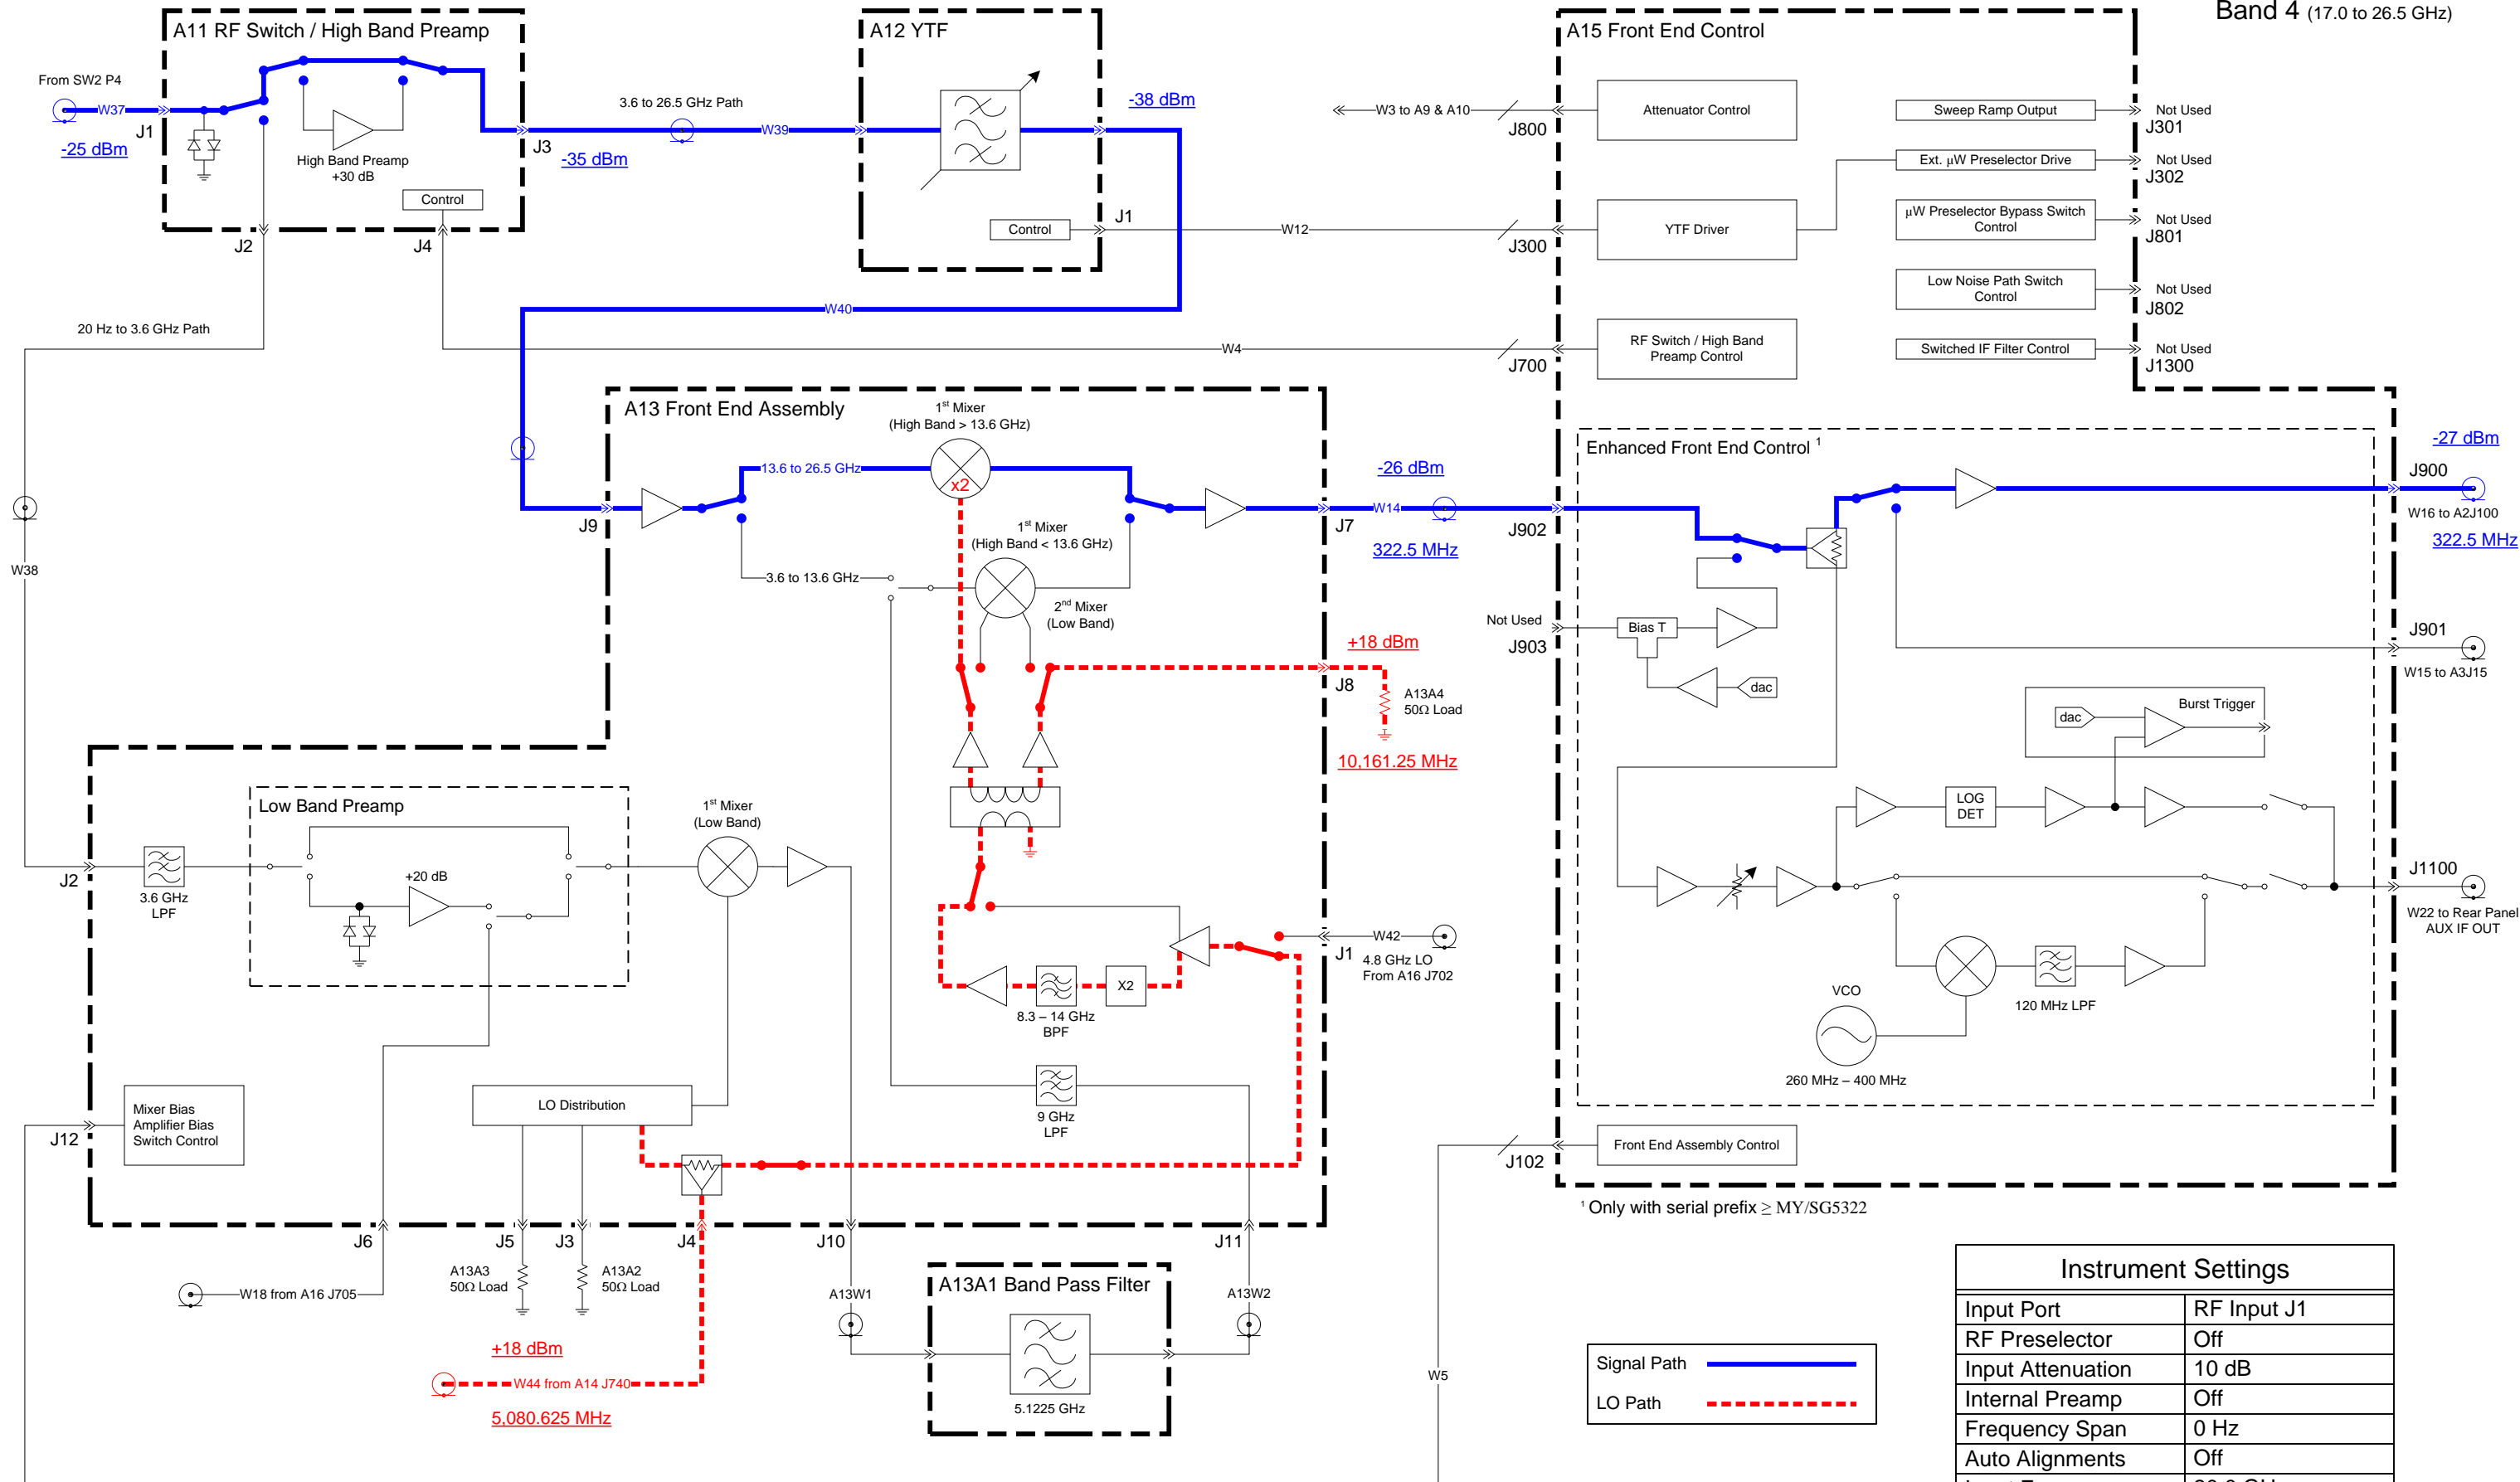 Band 4 (17.0 to 26.5 GHz)
A11 RF Switch / High Band Preamp
From SW2 P4
W37
J1
-25 dBm
High Band Preamp
+30 dB
Control
J2
J4
J3
-35 dBm
3.6 to 26.5 GHz Path
W39
A12 YTF
-38 dBm
Control
J1
W12
W40
W4
20 Hz to 3.6 GHz Path
W38
A15 Front End Control
W3 to A9 & A10
J800
Attenuator Control
J300
YTF Driver
J700
RF Switch / High Band
Preamp Control
Sweep Ramp Output
Not Used
J301
Ext. µW Preselector Drive
Not Used
J302
µW Preselector Bypass Switch
Control
Not Used
J801
Low Noise Path Switch
Control
Not Used
J802
Switched IF Filter Control
Not Used
J1300
A13 Front End Assembly
1st Mixer
(High Band > 13.6 GHz)
13.6 to 26.5 GHz
x2
J9
1st Mixer
(High Band < 13.6 GHz)
3.6 to 13.6 GHz
2nd Mixer
(Low Band)
J7
-26 dBm
W14
322.5 MHz
J902
+18 dBm
J8
A13A4
50Ω Load
10,161.25 MHz
Enhanced Front End Control 1
-27 dBm
J900
W16 to A2J100
322.5 MHz
Not Used
J903
Bias T
dac
J901
W15 to A3J15
Burst Trigger
dac
LOG
DET
J1100
W22 to Rear Panel
AUX IF OUT
VCO
260 MHz – 400 MHz
120 MHz LPF
Low Band Preamp
+20 dB
J2
3.6 GHz
LPF
1st Mixer
(Low Band)
X2
8.3 – 14 GHz
BPF
J1
W42
4.8 GHz LO
From A16 J702
9 GHz
LPF
Mixer Bias
Amplifier Bias
Switch Control
J12
LO Distribution
J102
Front End Assembly Control
1 Only with serial prefix ≥ MY/SG5322
J6
J5
J3
J4
J10
J11
W18 from A16 J705
A13A3
50Ω Load
A13A2
50Ω Load
A13W1
A13A1 Band Pass Filter
5.1225 GHz
A13W2
+18 dBm
W44 from A14 J740
5,080.625 MHz
W5
Signal Path
LO Path
Instrument Settings
Input Port RF Input J1
RF Preselector Off
Input Attenuation 10 dB
Internal Preamp Off
Frequency Span 0 Hz
Auto Alignments Off